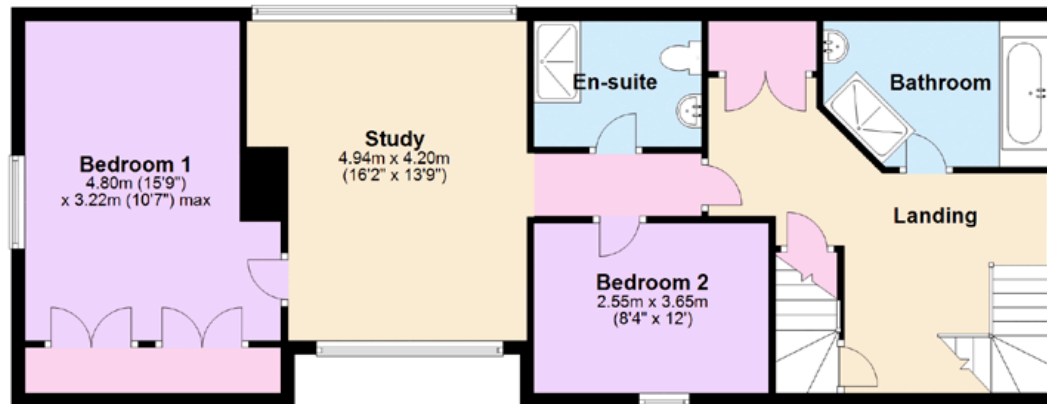 Bedroom 1
4.80m (15'9")
x 3.22m (10'7") max
Study
4.94m x 4.20m
(16'2" x 13'9")
En-suite
Bathroom
Landing
Bedroom 2
2.55m x 3.65m
(8'4" x 12')